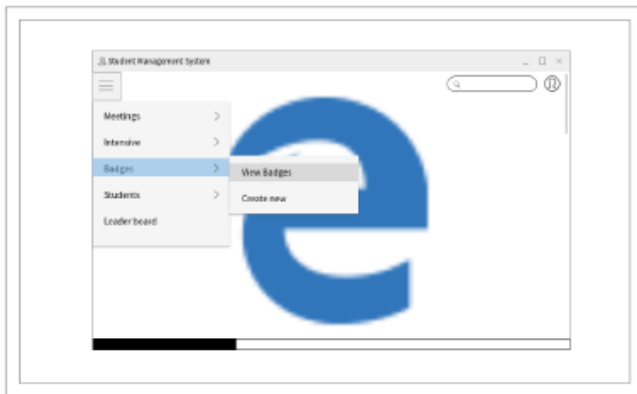 Student Management System
Meetings
Intensive
Badges
View Badges
Students
Create new
Leader board